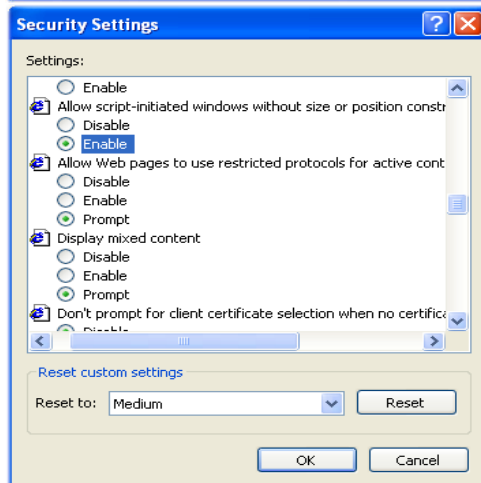 Security Settings
Settings:
Enable
Allow script-initiated windows without size or position constr
Disable
Enable
Allow Web pages to use restricted protocols for active cont
Disable
Enable
Prompt
Display mixed content
Disable
Enable
Prompt
Don't prompt for client certificate selection when no certifica
Disable
Reset custom settings
Reset to: Medium Reset
OK Cancel